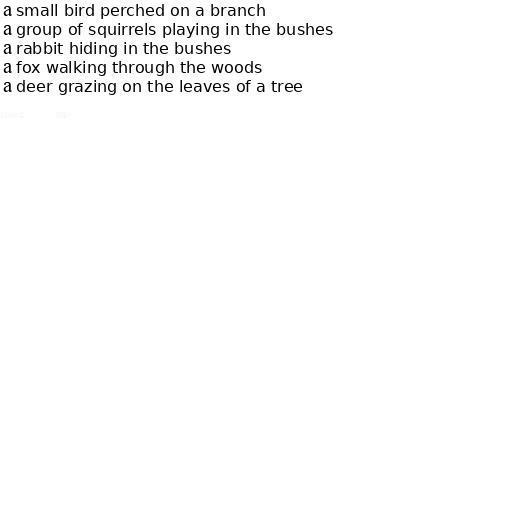 a small bird perched on a branch
a group of squirrels playing in the bushes
a rabbit hiding in the bushes
a fox walking through the woods
a deer grazing on the leaves of a tree